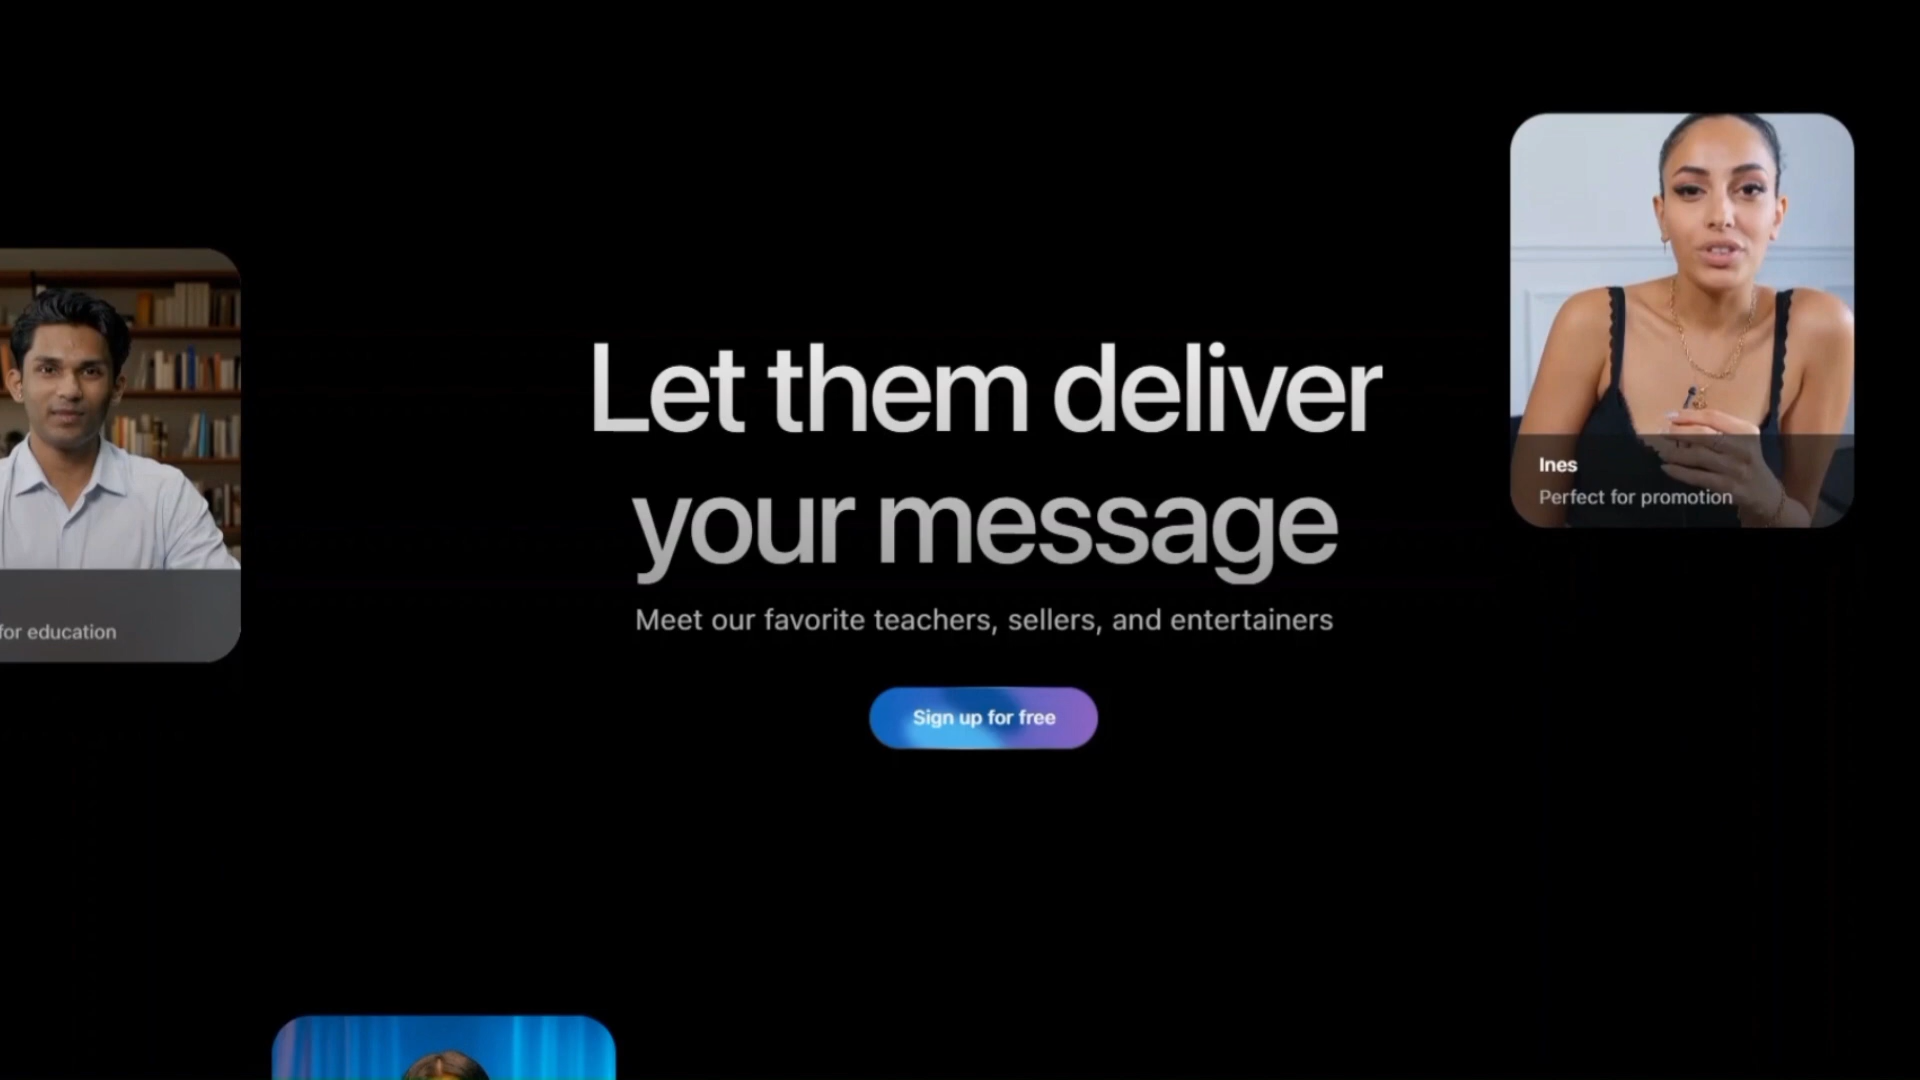 Let them deliver
your message
Meet our favorite teachers, sellers, and entertainers
Sign up for free
for education
Ines
Perfect for promotion